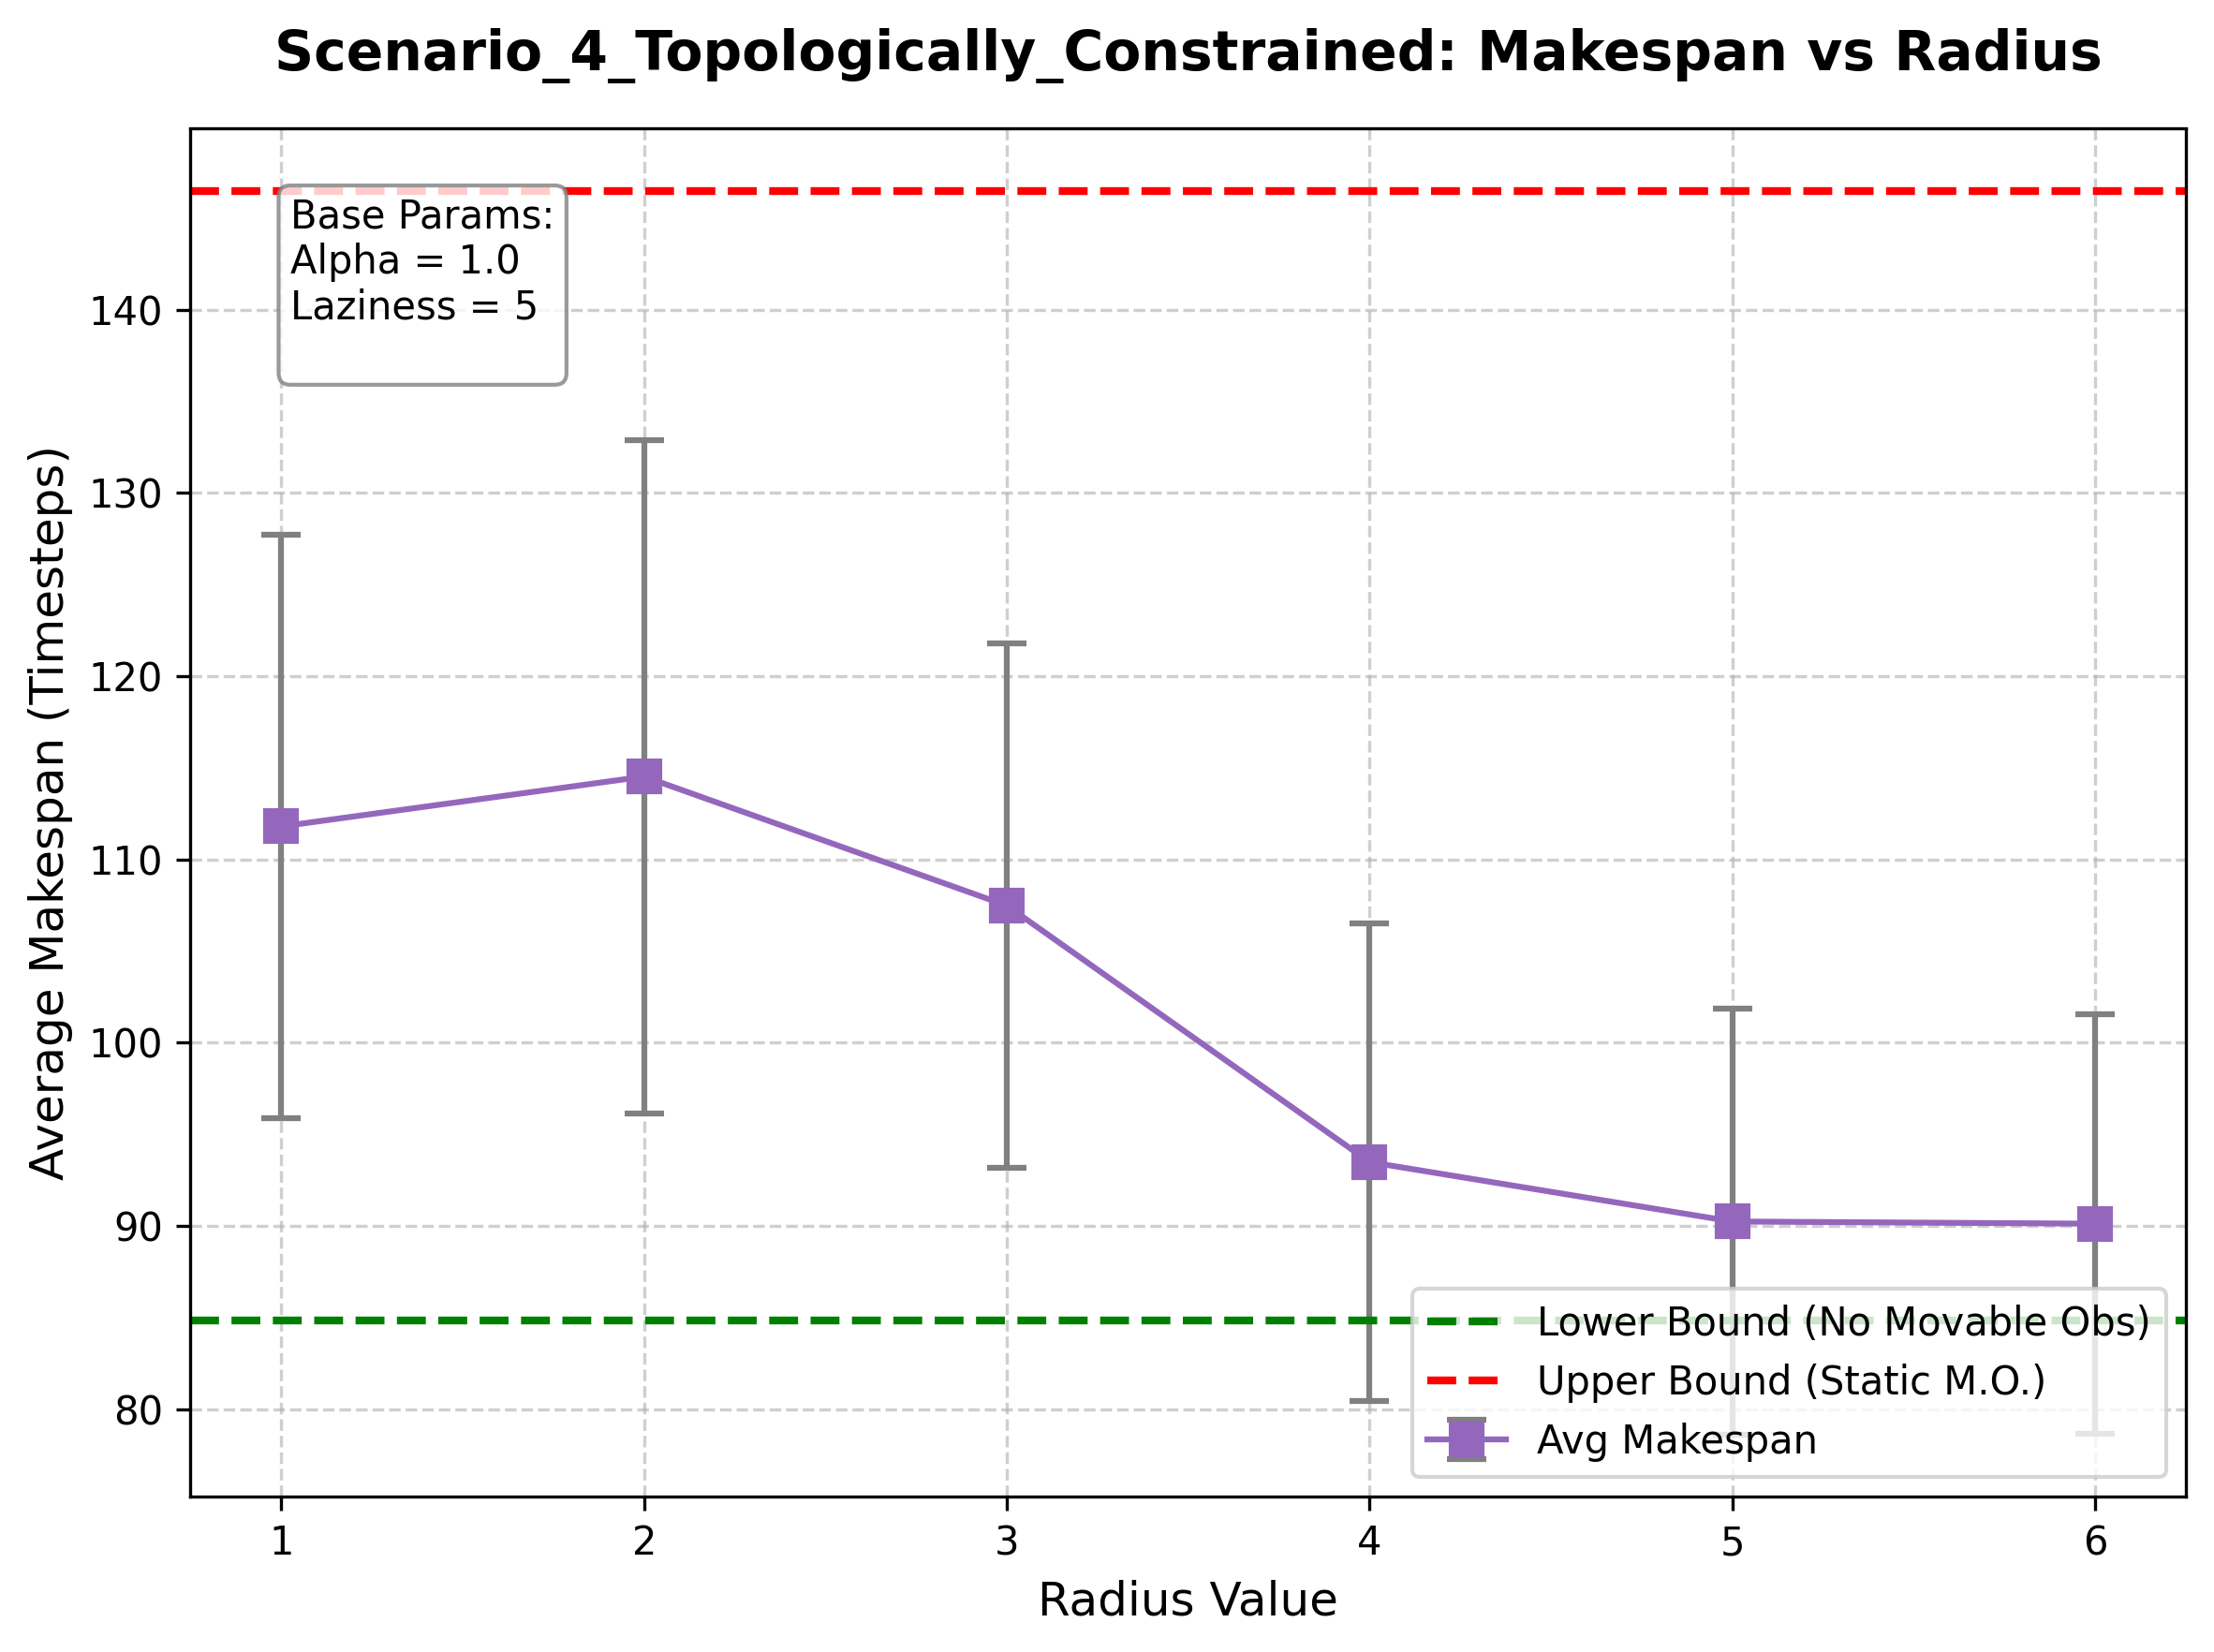 Scenario_4_Topologically_Constrained: Makespan vs Radius
Base Params:
Alpha = 1.0
Laziness = 5
Average Makespan (Timesteps)
140
130
120
110
100
90
80
Lower Bound (No Movable Obs)
Upper Bound (Static M.O.)
Avg Makespan
1 2 3 4 5 6
Radius Value